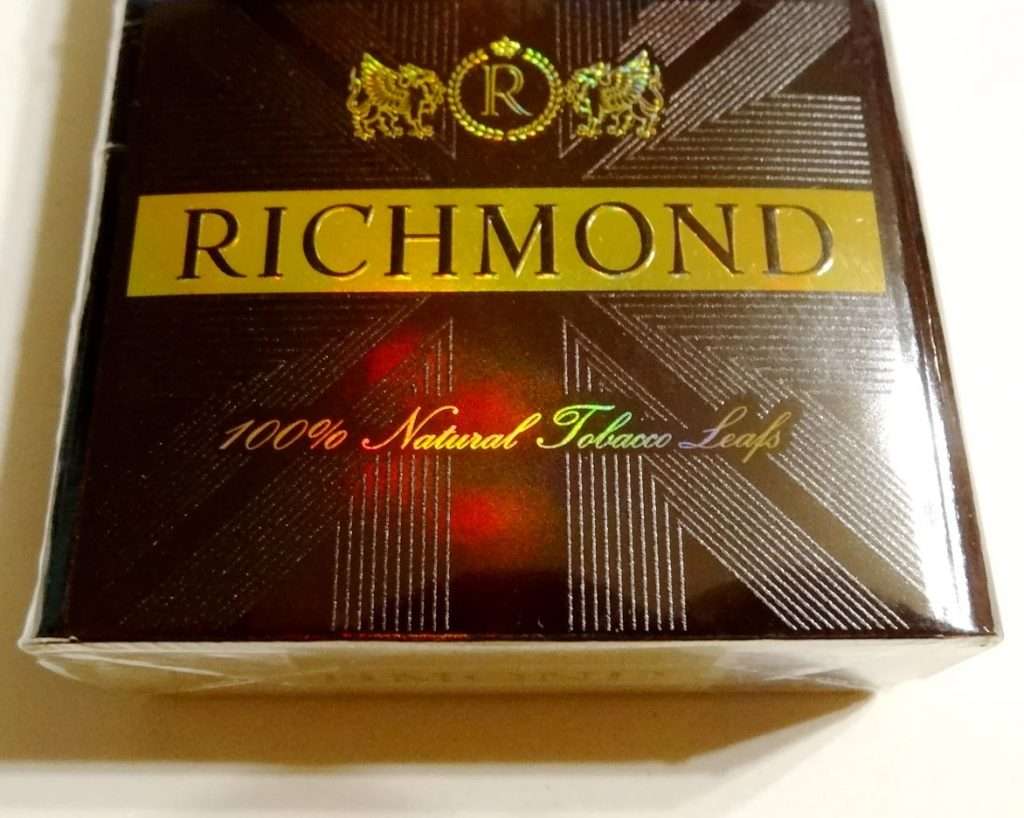 R
RICHMOND
100% Natural Tobacco Leafs